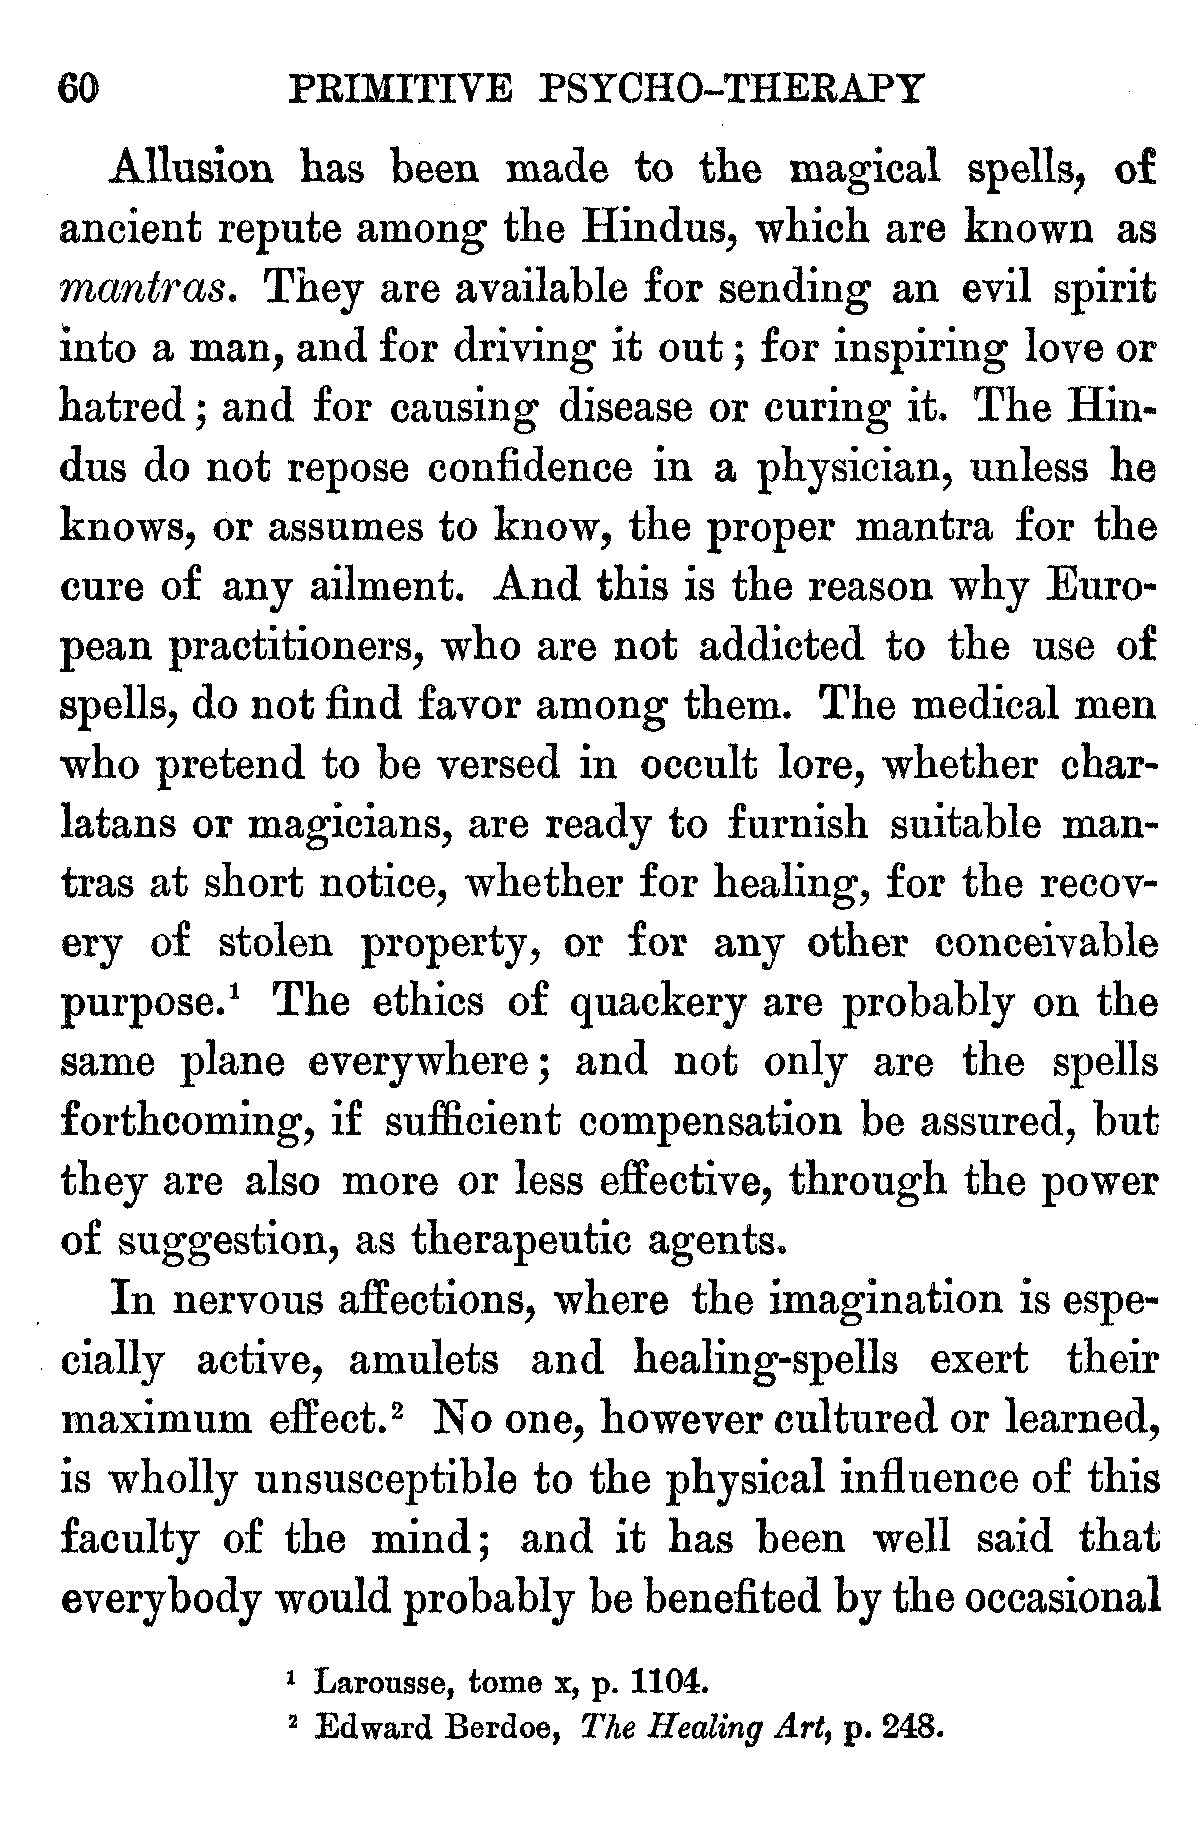 60 PRIMITIVE PSYCHO-THERAPY
Allusion has been made to the magical spells, of
ancient repute among the Hindus, which are known as
mantras. They are available for sending an evil spirit
into a man, and for driving it out; for inspiring love or
hatred; and for causing disease or curing it. The Hin-
dus do not repose confidence in a physician, unless he
knows, or assumes to know, the proper mantra for the
cure of any ailment. And this is the reason why Euro-
pean practitioners, who are not addicted to the use of
spells, do not find favor among them. The medical men
who pretend to be versed in occult lore, whether char-
latans or magicians, are ready to furnish suitable man-
tras at short notice, whether for healing, for the recov-
ery of stolen property, or for any other conceivable
purpose.¹ The ethics of quackery are probably on the
same plane everywhere; and not only are the spells
forthcoming, if sufficient compensation be assured, but
they are also more or less effective, through the power
of suggestion, as therapeutic agents.
In nervous affections, where the imagination is espe-
cially active, amulets and healing-spells exert their
maximum effect.² No one, however cultured or learned,
is wholly unsusceptible to the physical influence of this
faculty of the mind; and it has been well said that
everybody would probably be benefited by the occasional
¹ Larousse, tome x, p. 1104.
² Edward Berdoe, The Healing Art, p. 248.